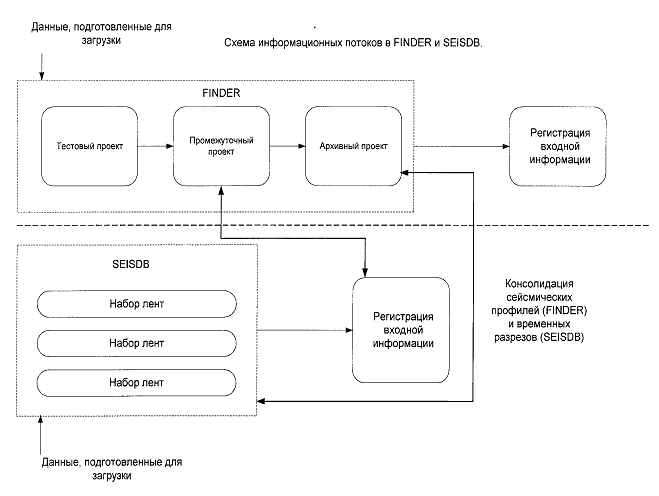 Данные, подготовленные для
загрузки
Схема информационных потоков в FINDER и SEISDB.
FINDER
Тестовый проект
Промежуточный
проект
Архивный проект
Регистрация
входной
информации
SEISDB
Набор лент
Набор лент
Набор лент
Регистрация
входной
информации
Консолидация
сейсмических
профилей (FINDER)
и временных
разрезов (SEISDB)
Данные, подготовленные для
загрузки